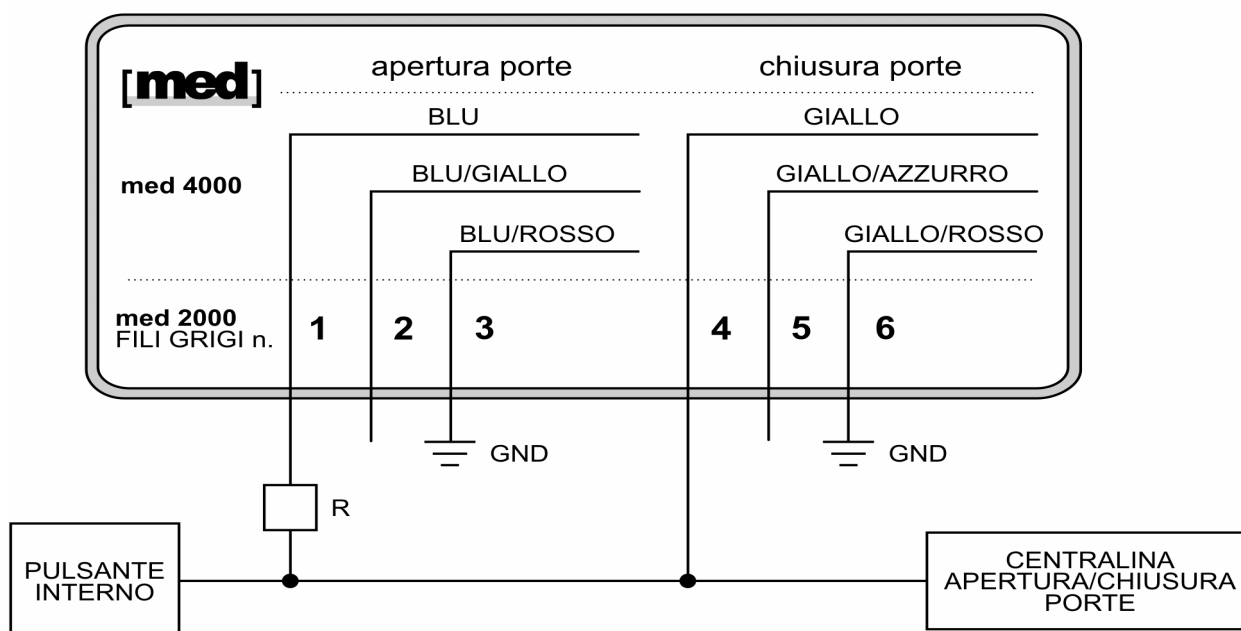 [med]
apertura porte
chiusura porte
BLU
GIALLO
med 4000
BLU/GIALLO
GIALLO/AZZURRO
BLU/ROSSO
GIALLO/ROSSO
med 2000
FILI GRIGI n.
1
2
3
4
5
6
GND
GND
R
PULSANTE
INTERNO
CENTRALINA
APERTURA/CHIUSURA
PORTE